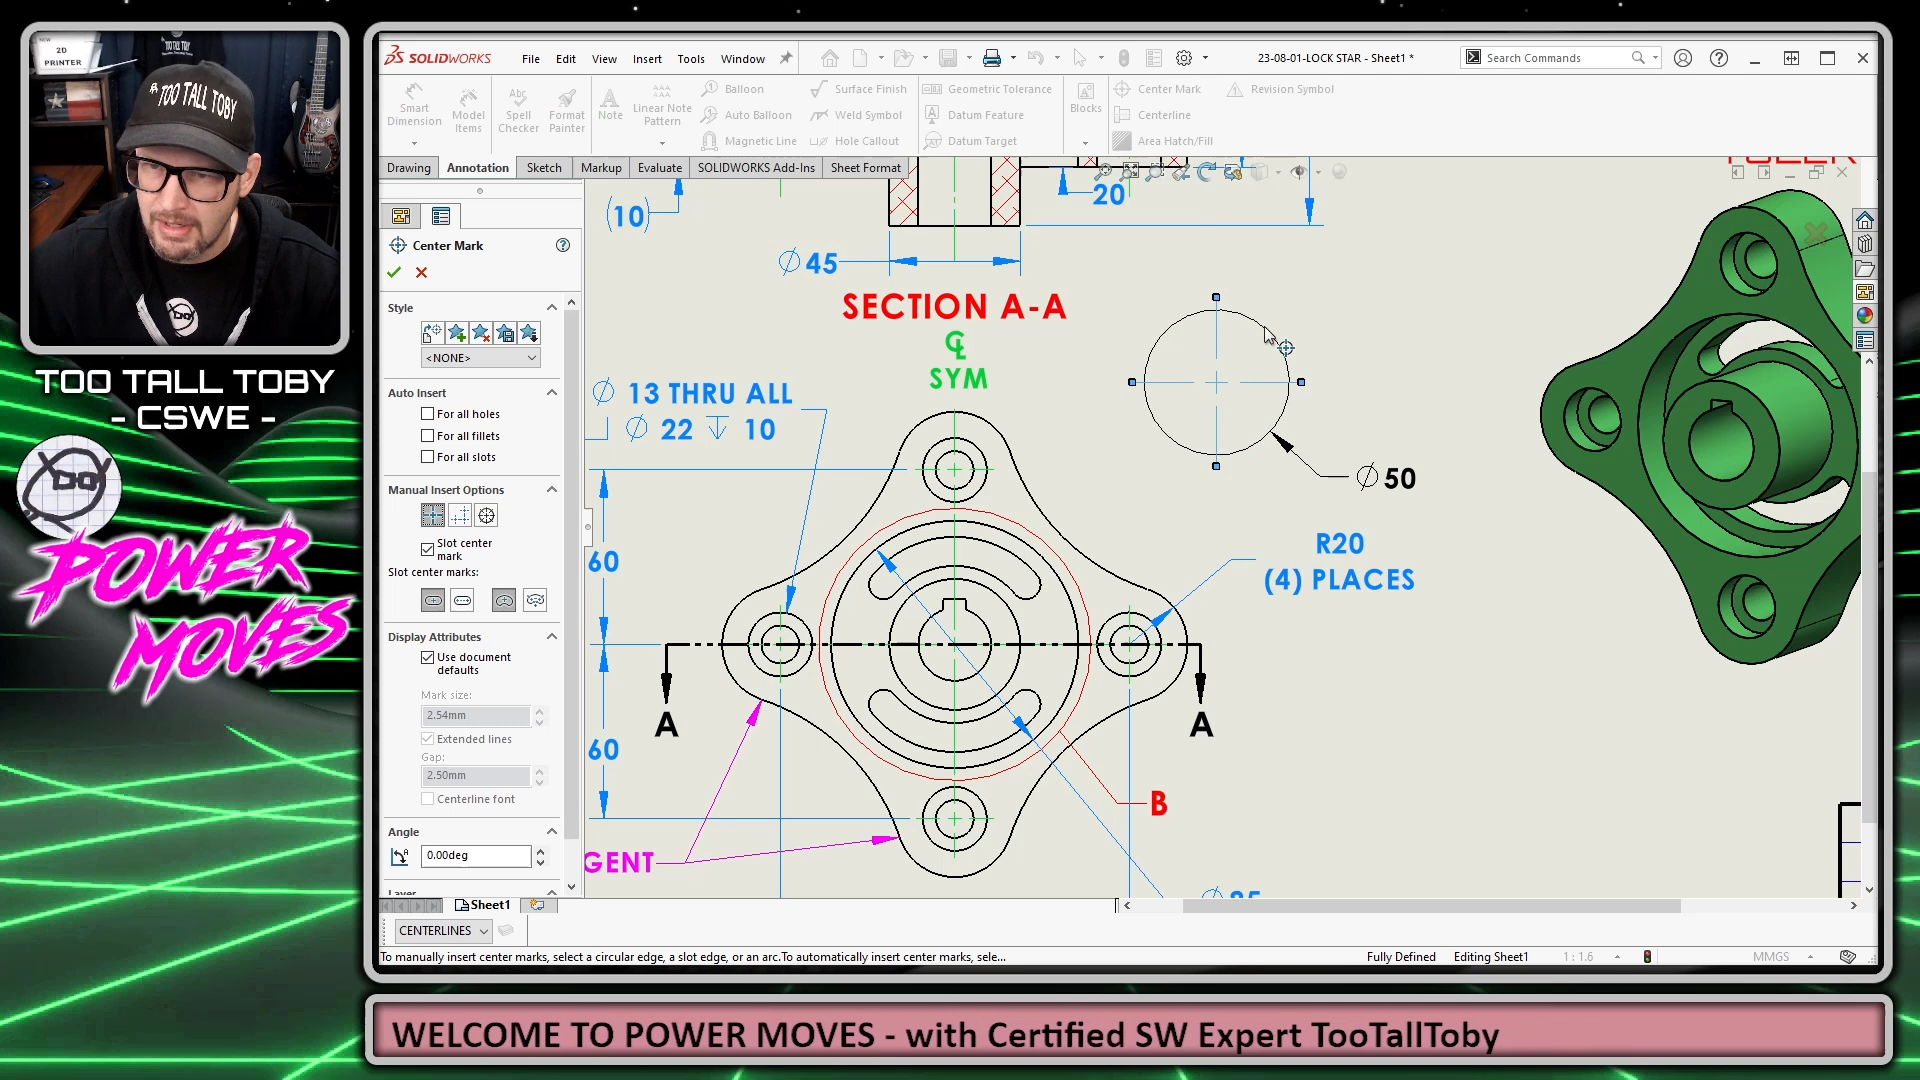 NEW
2D
PRINTER
TOO TALL TOBY
TOO TALL TOBY
- CSWE -
POWER
MOVES
SOLIDWORKS
File
Edit
View
Insert
Tools
Window
23-08-01-LOCK STAR - Sheet1 *
Search Commands
Smart
Dimension
Model
Items
Abc
Spell
Checker
Format
Painter
Note
Linear Note
Pattern
Balloon
Auto Balloon
Magnetic Line
Surface Finish
Weld Symbol
Hole Callout
Geometric Tolerance
Datum Feature
Datum Target
Blocks
Center Mark
Centerline
Area Hatch/Fill
Revision Symbol
Drawing
Annotation
Sketch
Markup
Evaluate
SOLIDWORKS Add-Ins
Sheet Format
Center Mark
Style
<NONE>
Auto Insert
For all holes
For all fillets
For all slots
Manual Insert Options
Slot center
mark
Slot center marks:
Display Attributes
Use document
defaults
Mark size:
2.54mm
Extended lines
Gap:
2.50mm
Centerline font
Angle
0.00deg
Layer
(10)
20
Ø 45
SECTION A-A
℄
SYM
Ø 13 THRU ALL
Ø 22 ↧ 10
Ø 50
R20
(4) PLACES
60
60
A
A
B
GENT
Sheet1
CENTERLINES
To manually insert center marks, select a circular edge, a slot edge, or an arc.To automatically insert center marks, sele...
Fully Defined
Editing Sheet1
1 : 1.6
MMGS
WELCOME TO POWER MOVES - with Certified SW Expert TooTallToby